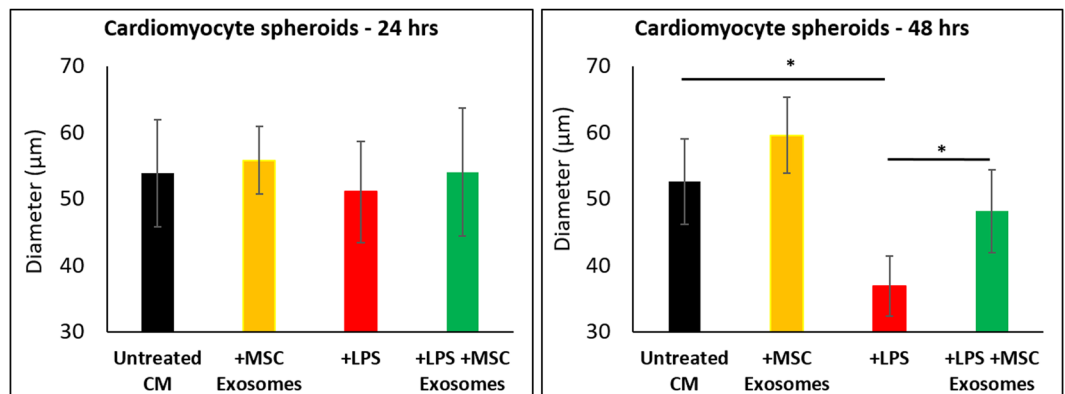 Cardiomyocyte spheroids - 24 hrs
Diameter (µm)
70
60
50
40
30
Untreated CM
+MSC Exosomes
+LPS
+LPS +MSC Exosomes
Cardiomyocyte spheroids - 48 hrs
Diameter (µm)
70
60
50
40
30
*
*
Untreated CM
+MSC Exosomes
+LPS
+LPS +MSC Exosomes